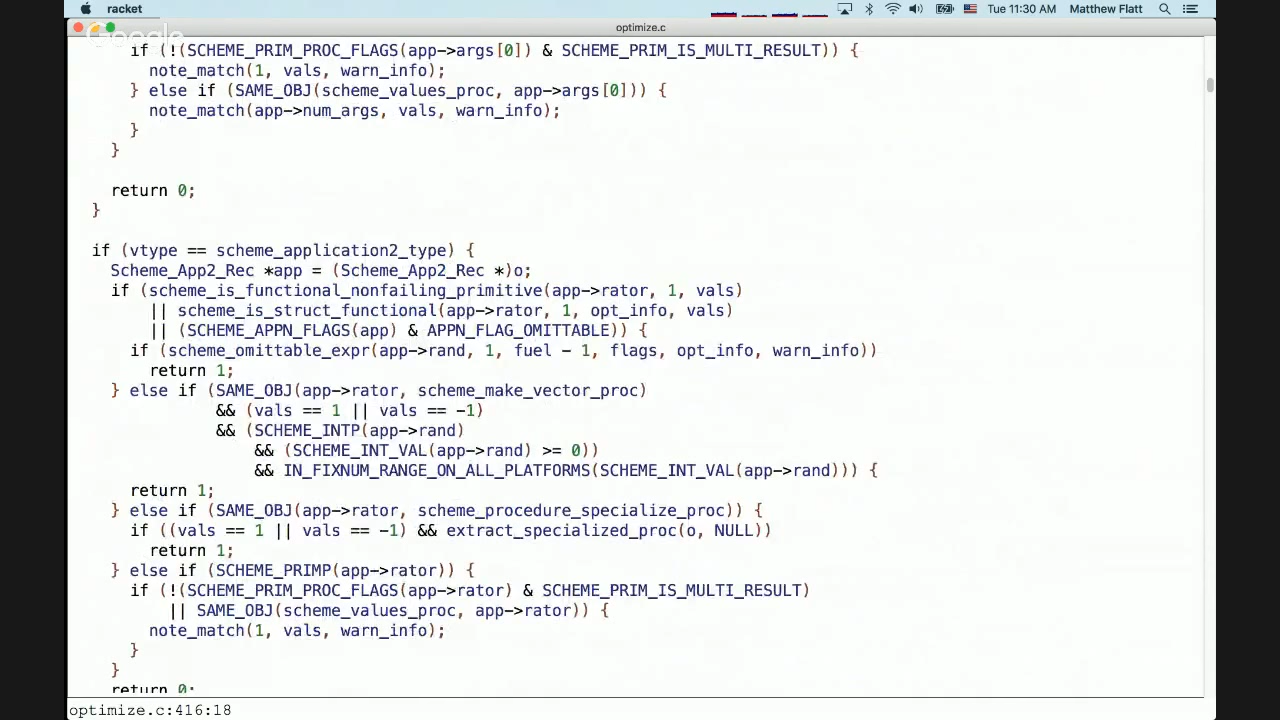 racket
Tue 11:30 AM Matthew Flatt
optimize.c
Google
if (!(SCHEME_PRIM_PROC_FLAGS(app->args[0]) & SCHEME_PRIM_IS_MULTI_RESULT)) {
note_match(1, vals, warn_info);
} else if (SAME_OBJ(scheme_values_proc, app->args[0])) {
note_match(app->num_args, vals, warn_info);
}
}
return 0;
}
if (vtype == scheme_application2_type) {
Scheme_App2_Rec *app = (Scheme_App2_Rec *)o;
if (scheme_is_functional_nonfailing_primitive(app->rator, 1, vals)
|| scheme_is_struct_functional(app->rator, 1, opt_info, vals)
|| (SCHEME_APPN_FLAGS(app) & APPN_FLAG_OMITTABLE)) {
if (scheme_omittable_expr(app->rand, 1, fuel - 1, flags, opt_info, warn_info))
return 1;
} else if (SAME_OBJ(app->rator, scheme_make_vector_proc)
&& (vals == 1 || vals == -1)
&& (SCHEME_INTP(app->rand)
&& (SCHEME_INT_VAL(app->rand) >= 0))
&& IN_FIXNUM_RANGE_ON_ALL_PLATFORMS(SCHEME_INT_VAL(app->rand))) {
return 1;
} else if (SAME_OBJ(app->rator, scheme_procedure_specialize_proc)) {
if ((vals == 1 || vals == -1) && extract_specialized_proc(o, NULL))
return 1;
} else if (SCHEME_PRIMP(app->rator)) {
if (!(SCHEME_PRIM_PROC_FLAGS(app->rator) & SCHEME_PRIM_IS_MULTI_RESULT)
|| SAME_OBJ(scheme_values_proc, app->rator)) {
note_match(1, vals, warn_info);
}
}
return 0;
optimize.c:416:18